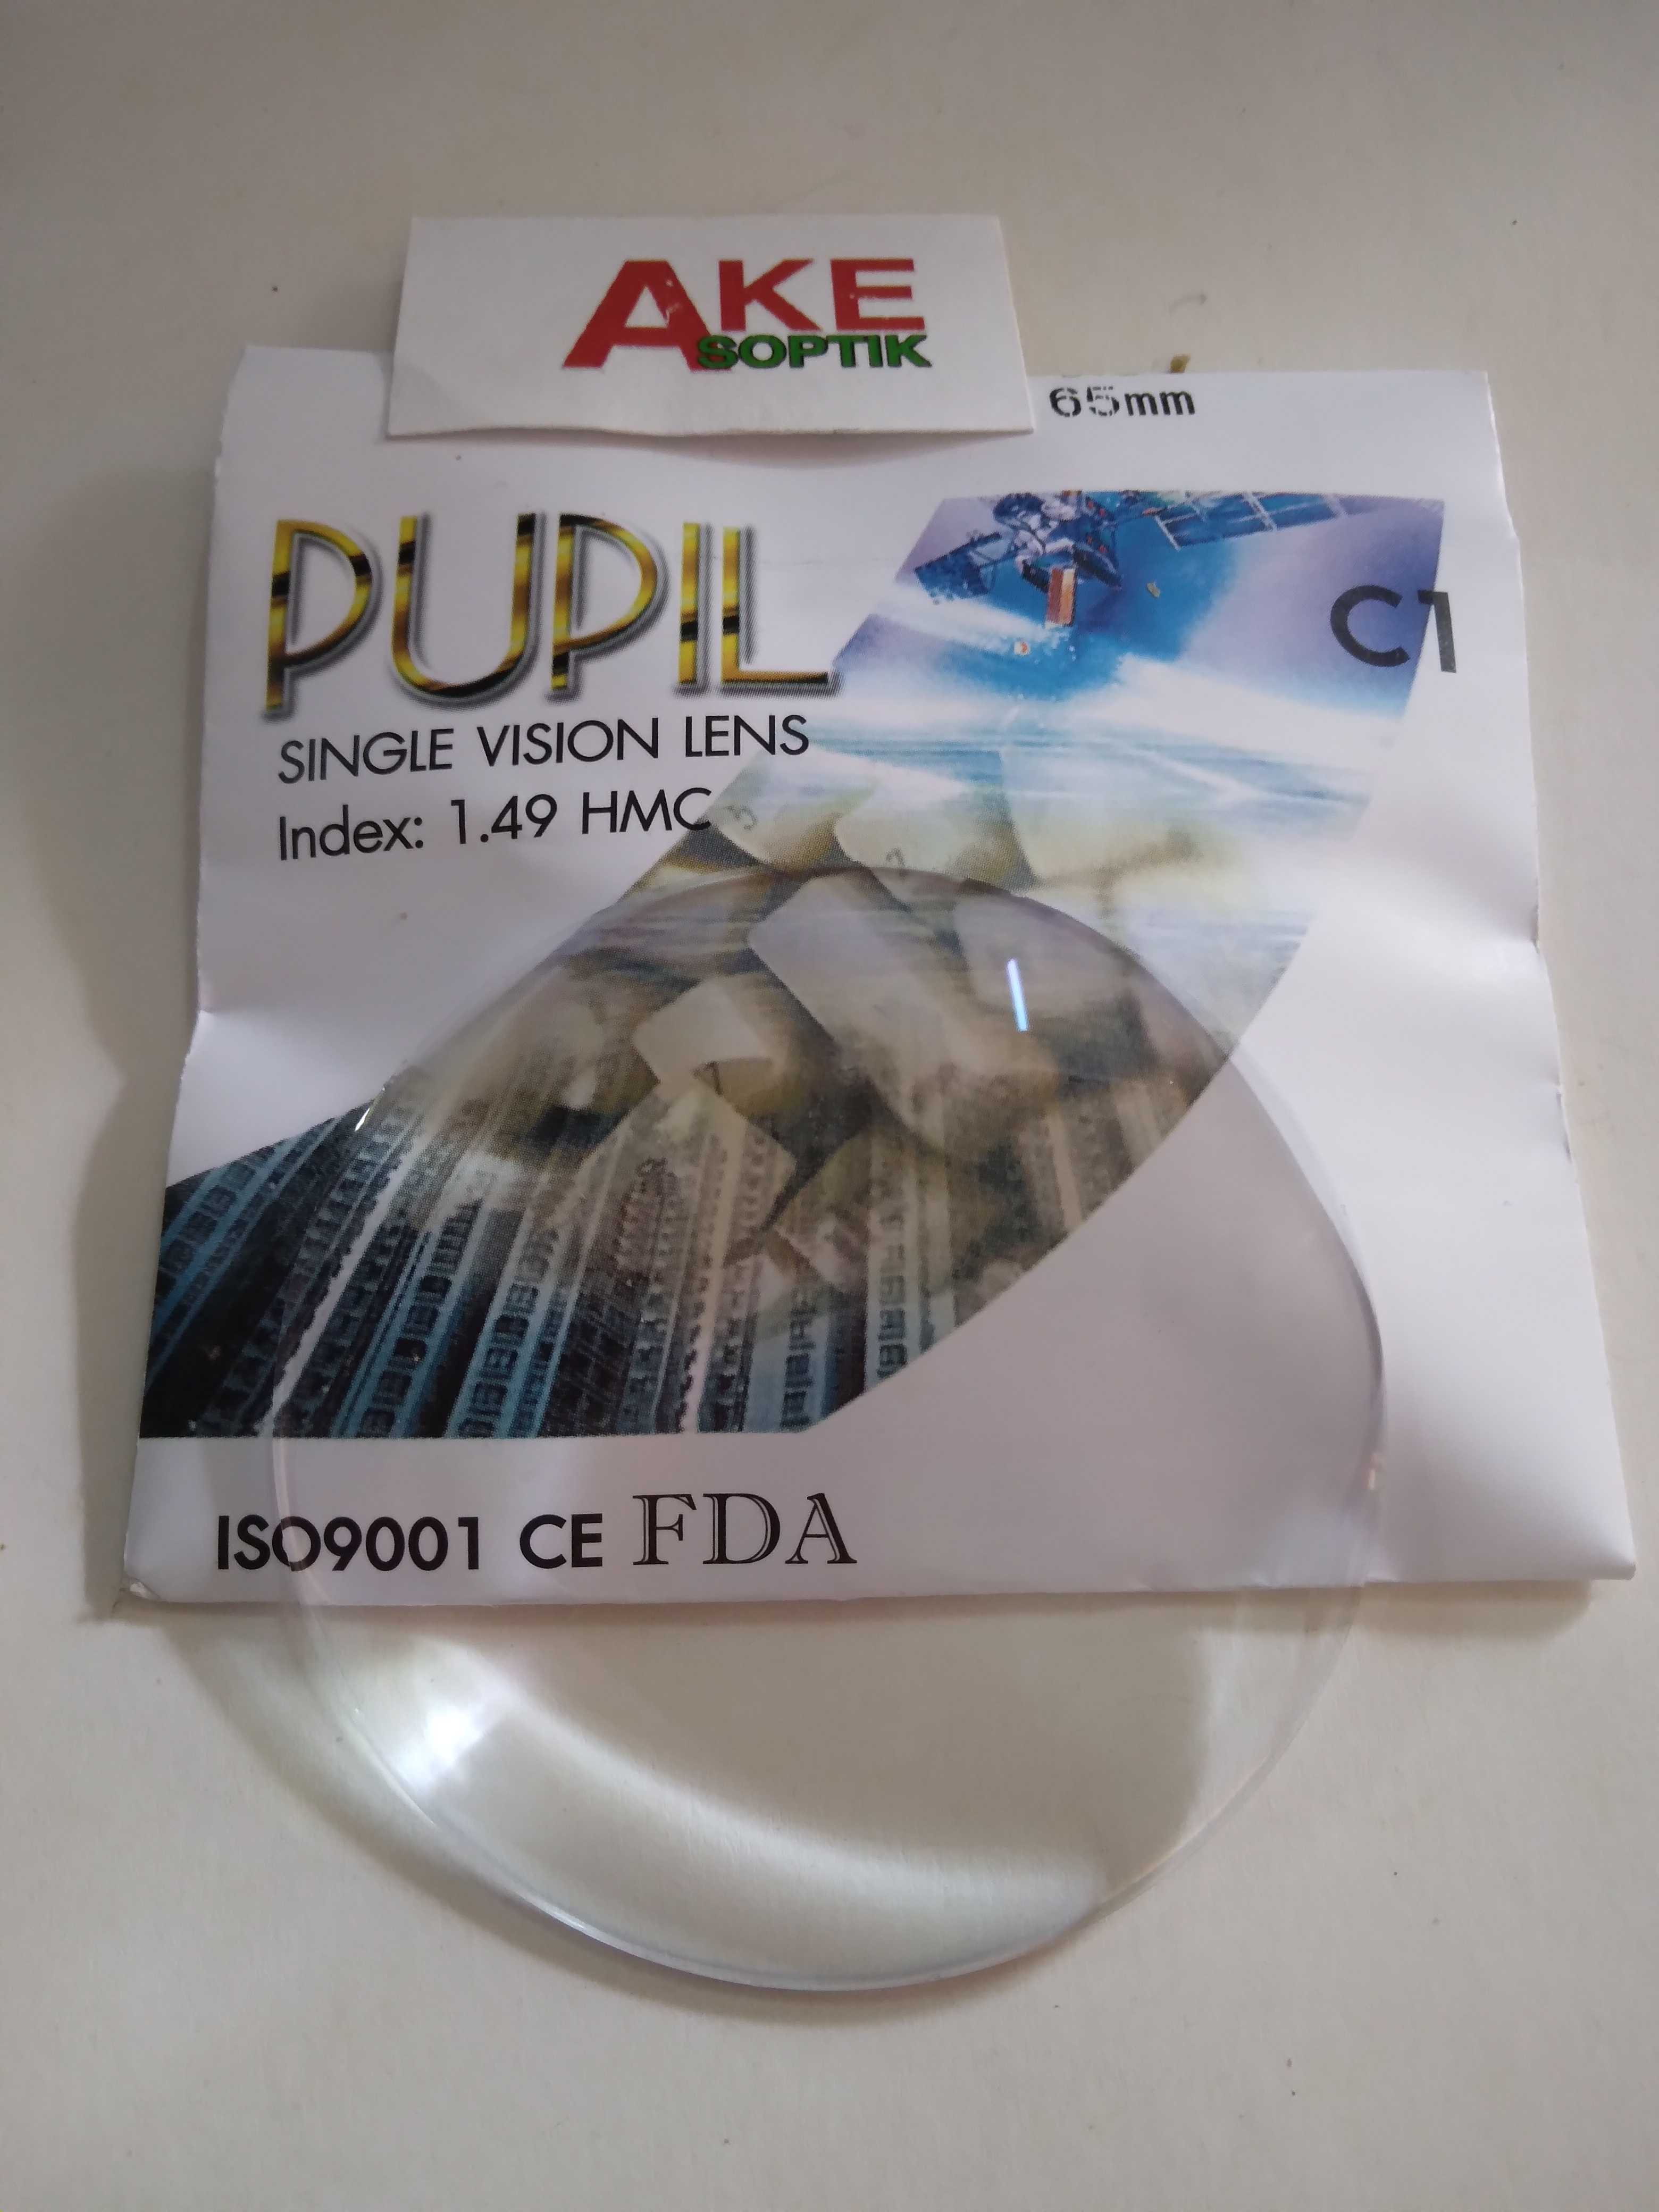 AKE
SOPTIK
65mm
PUPIL
C1
SINGLE VISION LENS
Index: 1.49 HMC
ISO9001 CE FDA